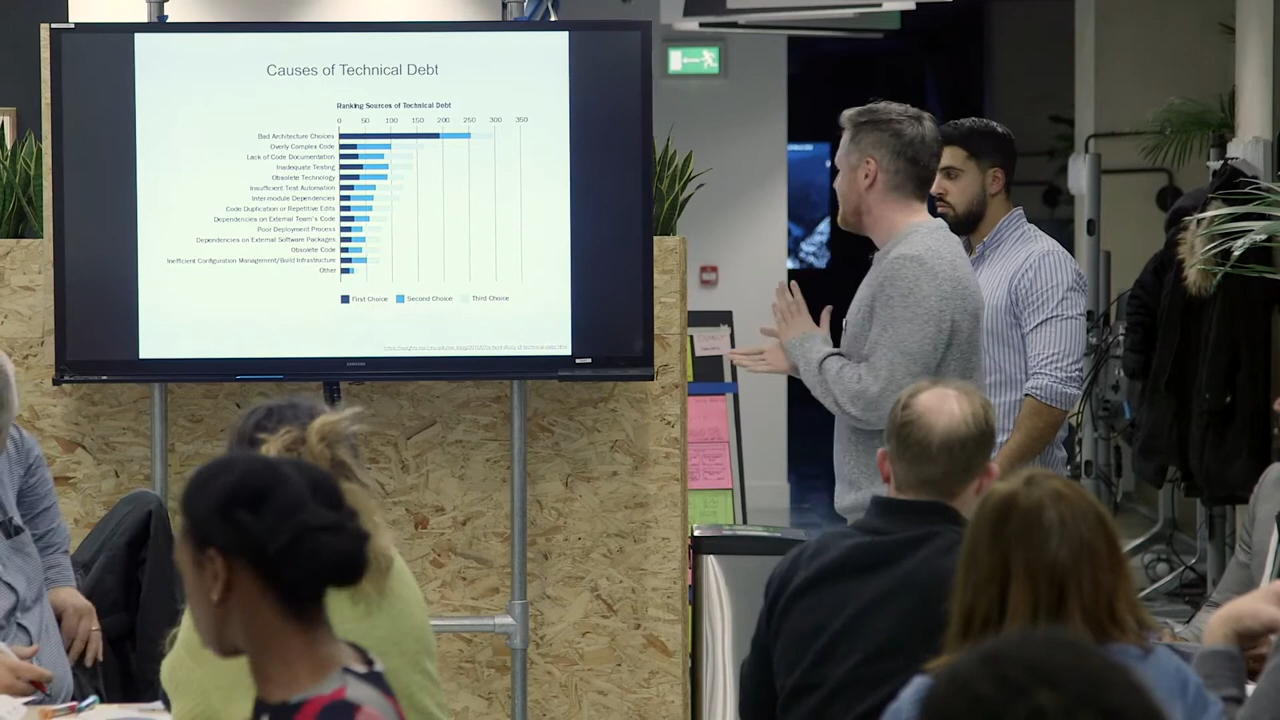 Causes of Technical Debt
Ranking Sources of Technical Debt
0 50 100 150 200 250 300 350
Bad Architecture Choices
Overly Complex Code
Lack of Code Documentation
Inadequate Testing
Obsolete Technology
Insufficient Test Automation
Inter-module Dependencies
Code Duplication or Repetitive Edits
Dependencies on External Team's Code
Poor Deployment Process
Dependencies on External Software Packages
Obsolete Code
Inefficient Configuration Management/Build Infrastructure
Other
First Choice Second Choice Third Choice
SAMSUNG